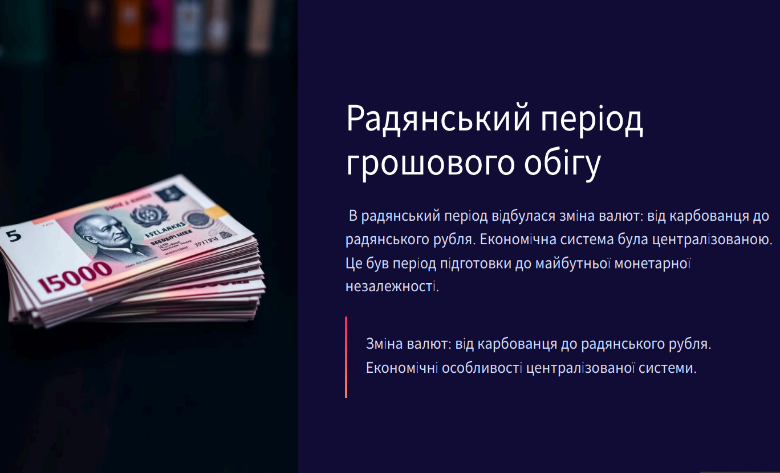 Радянський період
грошового обігу
В радянський період відбулася зміна валют: від карбованця до
радянського рубля. Економічна система була централізованою.
Це був період підготовки до майбутньої монетарної
незалежності.
Зміна валют: від карбованця до радянського рубля.
Економічні особливості централізованої системи.
5
15000